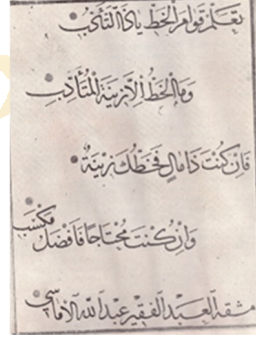 تعلم قوام الخط يا ذا التأدب
وما الخط إلا زينة المتأدب
فإن كنت ذا مال فخطك زينة
وإن كنت محتاجا فأفضل مكسب
مشقه العبد الفقير عبد الله الأماسي